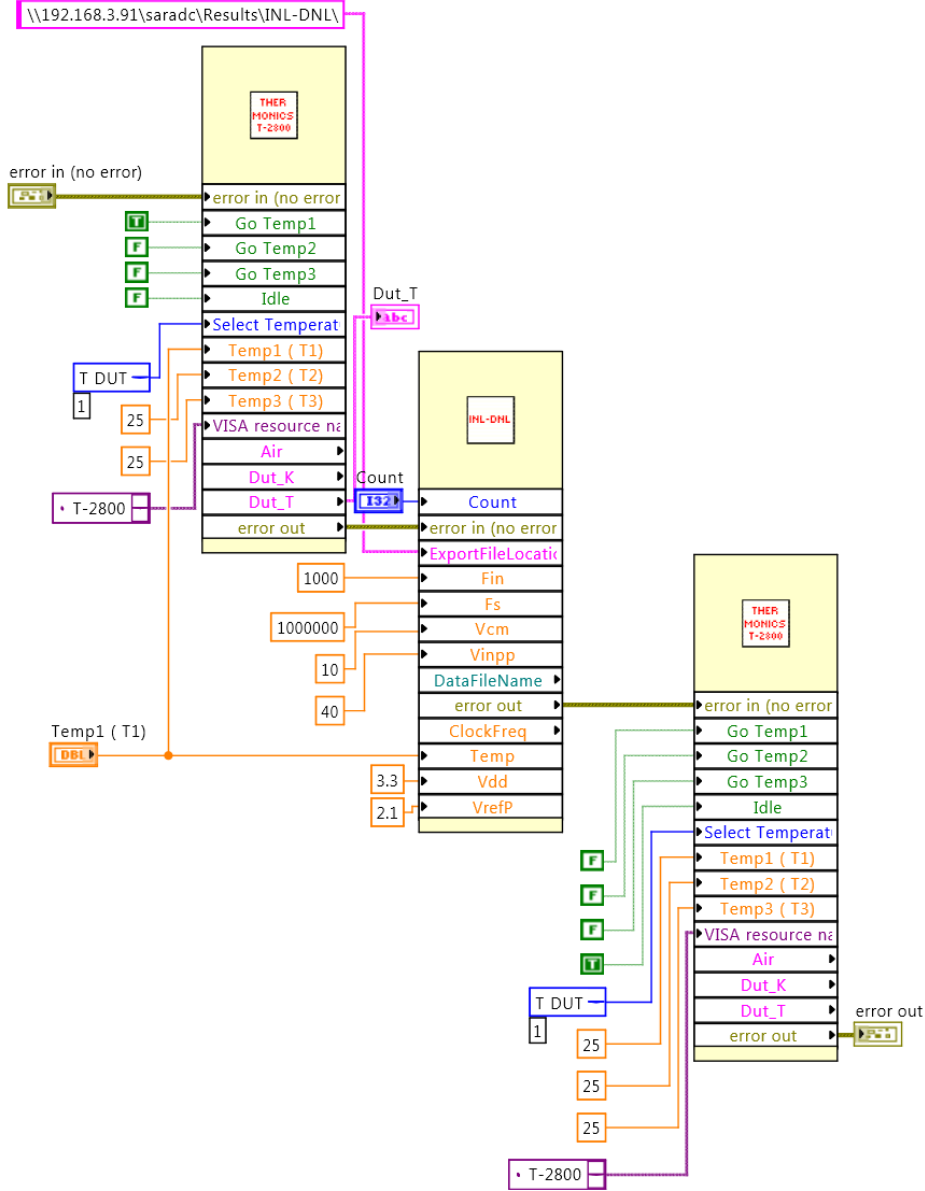 \\192.168.3.91\saradc\Results\INL-DNL\
THER
MONICS
T-2800
error in (no error)
error in (no error
T
Go Temp1
F
Go Temp2
F
Go Temp3
F
Idle
Select Temperat
Temp1 ( T1)
T DUT
1
Temp2 ( T2)
25
Temp3 ( T3)
25
VISA resource na
T-2800
Air
Dut_K
Dut_T
error out
Dut_T
Abc
INL-DNL
Count
I32
Count
error in (no error
ExportFileLocatio
1000
Fin
1000000
Fs
10
Vcm
40
Vinpp
DataFileName
error out
ClockFreq
Temp1 ( T1)
DBL
Temp
3.3
Vdd
2.1
VrefP
THER
MONICS
T-2800
error in (no error
Go Temp1
Go Temp2
Go Temp3
Idle
Select Temperat
Temp1 ( T1)
Temp2 ( T2)
Temp3 ( T3)
VISA resource na
Air
Dut_K
Dut_T
error out
F
F
F
T
T DUT
1
25
25
25
T-2800
error out